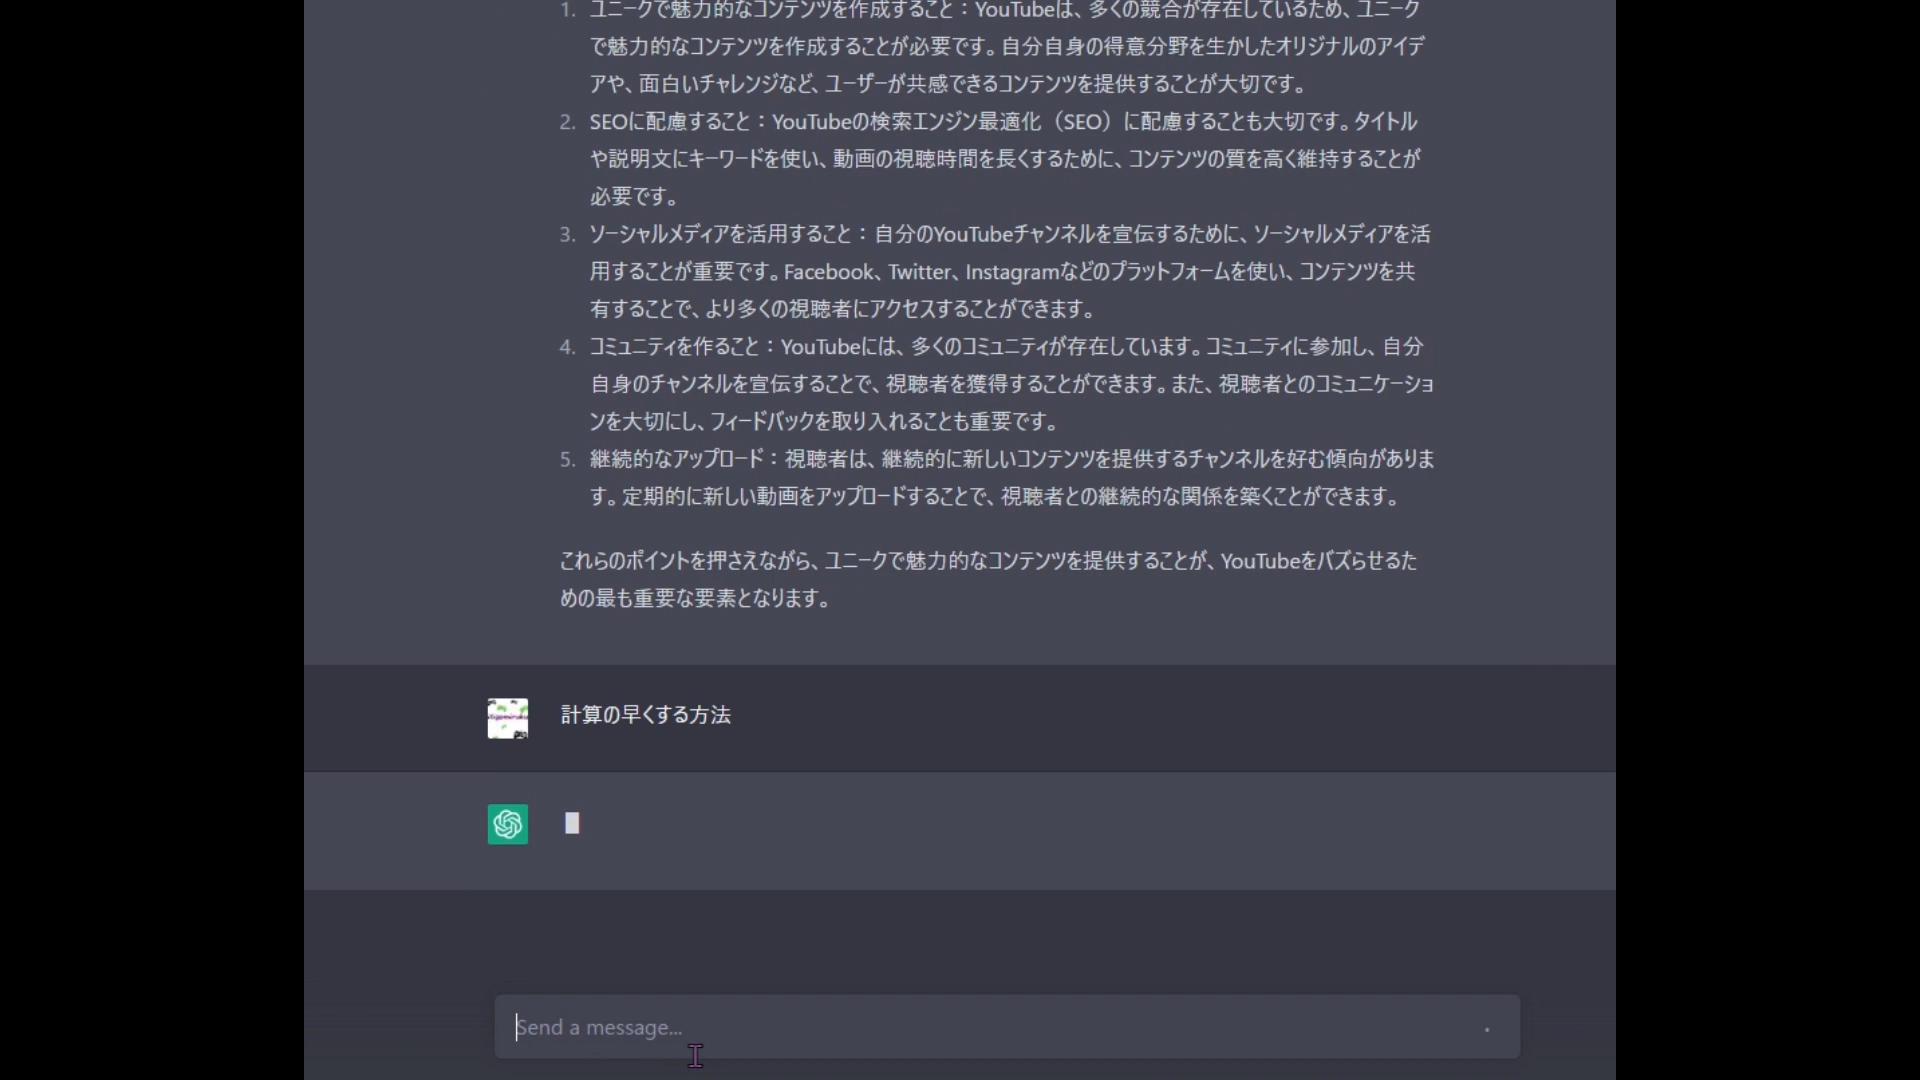 1. ユニークで魅力的なコンテンツを作成すること：YouTubeは、多くの競合が存在しているため、ユニーク
で魅力的なコンテンツを作成することが必要です。自分自身の得意分野を生かしたオリジナルのアイデ
アや、面白いチャレンジなど、ユーザーが共感できるコンテンツを提供することが大切です。
2. SEOに配慮すること：YouTubeの検索エンジン最適化（SEO）に配慮することも大切です。タイトル
や説明文にキーワードを使い、動画の視聴時間を長くするために、コンテンツの質を高く維持することが
必要です。
3. ソーシャルメディアを活用すること：自分のYouTubeチャンネルを宣伝するために、ソーシャルメディアを活
用することが重要です。Facebook、Twitter、Instagramなどのプラットフォームを使い、コンテンツを共
有することで、より多くの視聴者にアクセスすることができます。
4. コミュニティを作ること：YouTubeには、多くのコミュニティが存在しています。コミュニティに参加し、自分
自身のチャンネルを宣伝することで、視聴者を獲得することができます。また、視聴者とのコミュニケーショ
ンを大切にし、フィードバックを取り入れることも重要です。
5. 継続的なアップロード：視聴者は、継続的に新しいコンテンツを提供するチャンネルを好む傾向がありま
す。定期的に新しい動画をアップロードすることで、視聴者との継続的な関係を築くことができます。
これらのポイントを押さえながら、ユニークで魅力的なコンテンツを提供することが、YouTubeをバズらせるた
めの最も重要な要素となります。
計算の早くする方法
Send a message...